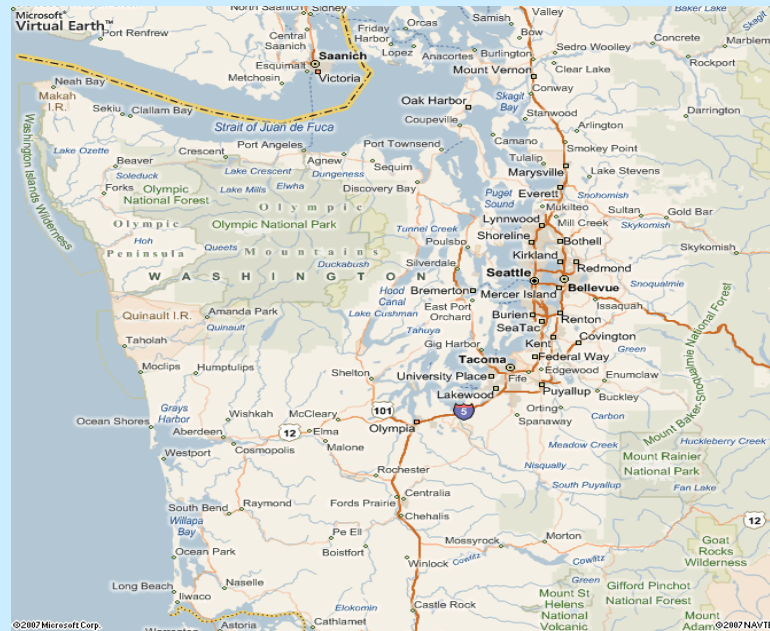 Microsoft®
Virtual Earth™
North Saanich
Sidney
Samish
Valley
Baker Lake
Skagit
Port Renfrew
Central
Saanich
Friday
Harbor
Orcas
Bow
Lopez
Anacortes
Burlington
Sedro Woolley
Concrete
Marblem
Saanich
Esquimalt
Metchosin
Victoria
Mount Vernon
Clear Lake
Rockport
Neah Bay
Makah
I.R.
Sekiu
Clallam Bay
Oak Harbor
Skagit
Bay
Conway
Coupeville
Stanwood
Darrington
Strait of Juan de Fuca
Arlington
Washington Islands Wilderness
Lake Ozette
Crescent
Port Angeles
Port Townsend
Camano
Smokey Point
Beaver
Agnew
Sequim
Tulalip
Marysville
Lake Stevens
Soleduck
Lake Crescent
Dungeness
Forks
Olympic
National Forest
Lake Mills
Elwha
Discovery Bay
Everett
Puget
Sound
Snohomish
Mukilteo
Olympic
Peninsula
Olympic
Mountains
Olympic National Park
Tunnel Creek
Lynnwood
Mill Creek
Sultan
Gold Bar
Skykomish
Hoh
Queets
Poulsbo
Shoreline
Bothell
Skykomish
Duckabush
Silverdale
Kirkland
Redmond
WASHINGTON
Seattle
Bellevue
Snoqualmie
Hood
Canal
Bremerton
Mercer Island
Issaquah
Lake Cushman
East Port
Orchard
Quinault I.R.
Amanda Park
Quinault
Tahuya
Burien
SeaTac
Renton
Covington
Taholah
Gig Harbor
Kent
Green
Mount Baker-Snoqualmie National Forest
Moclips
Humptulips
Shelton
Tacoma
Federal Way
Edgewood
University Place
Fife
Enumclaw
Lakewood
Puyallup
Buckley
Ocean Shores
Grays
Harbor
Wishkah
McCleary
101
5
Orting
Carbon
Spanaway
Aberdeen
12
Elma
Olympia
Cosmopolis
Malone
Meadow Creek
Huckleberry Creek
Westport
Rochester
Nisqually
Mount Rainier
National Park
South Puyallup
Fan Lake
South Bend
Raymond
Fords Prairie
Centralia
Willapa
Bay
Chehalis
12
Pe Ell
Mossyrock
Morton
Goat
Rocks
Wilderness
Ocean Park
Boistfort
Winlock
Cowlitz
Cowlitz
Long Beach
Naselle
Green
Gifford Pinchot
National Forest
Ilwaco
Elokomin
Castle Rock
Mount St
Helens
National
Volcanic
Mount
Adam
Astoria
Cathlamet
©2007 Microsoft Corp.
©2007 NAVTE